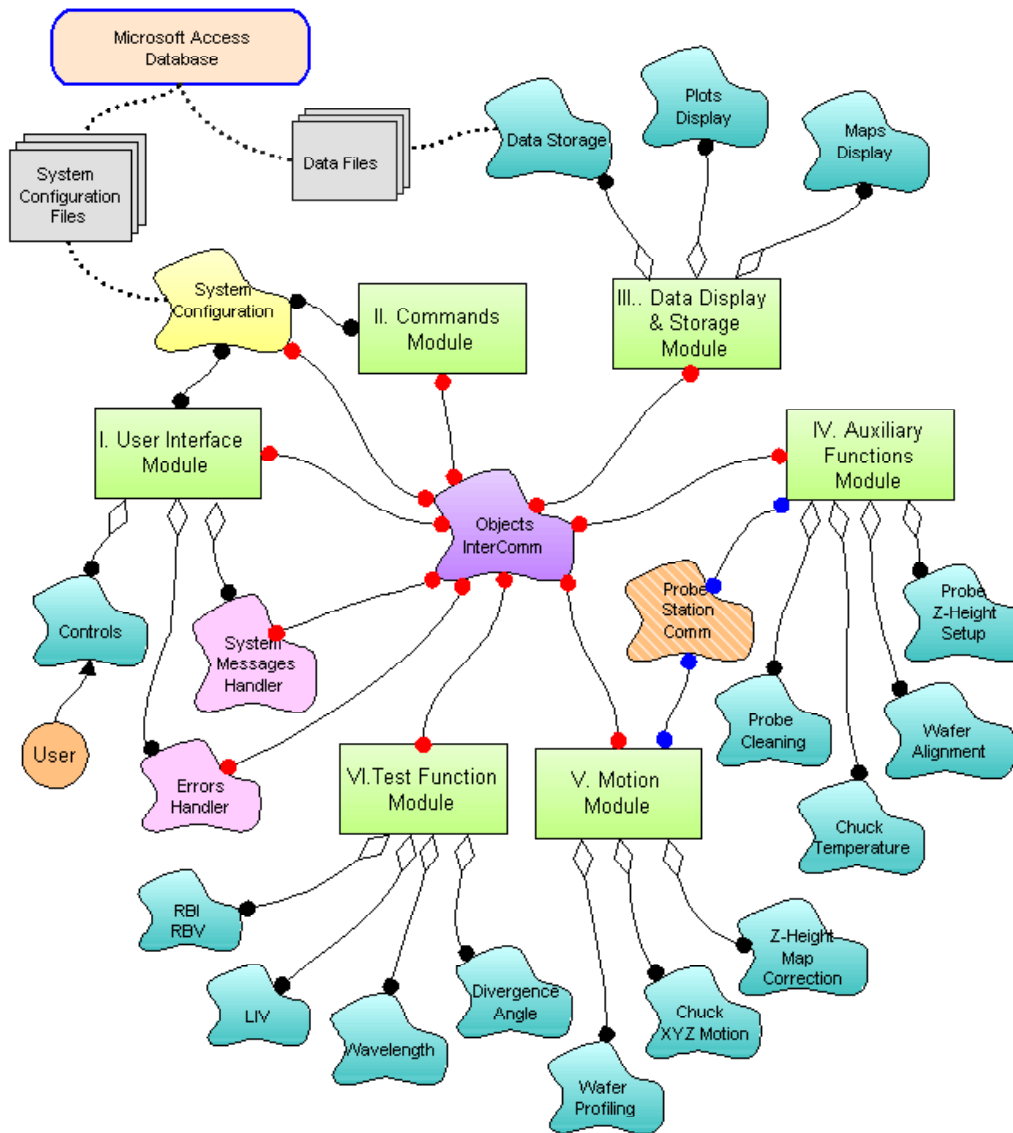 Microsoft Access
Database
Plots
Display
Data Storage
Maps
Display
Data Files
System
Configuration
Files
System
Configuration
II. Commands
Module
III.. Data Display
& Storage
Module
I. User Interface
Module
IV. Auxiliary
Functions
Module
Objects
InterComm
Controls
System
Messages
Handler
Probe
Station
Comm
Probe
Z-Height
Setup
User
Errors
Handler
VI.Test Function
Module
V. Motion
Module
Probe
Cleaning
Wafer
Alignment
Chuck
Temperature
RBI
RBV
LIV
Wavelength
Divergence
Angle
Wafer
Profiling
Chuck
XYZ Motion
Z-Height
Map
Correction